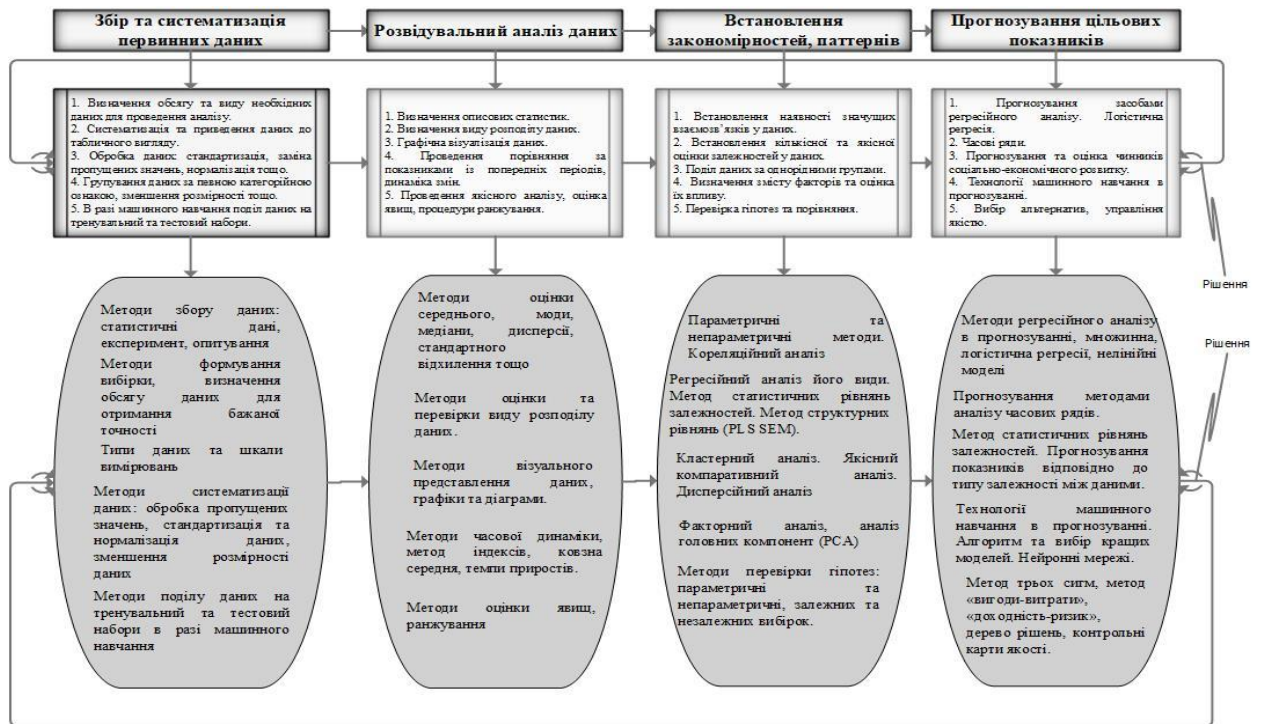 Збір та систематизація
первинних даних
Розвідувальний аналіз даних
Встановлення
закономірностей, паттернів
Прогнозування цільових
показників
1. Визначення обсягу та виду необхідних
даних для проведення аналізу.
2. Систематизація та приведення даних до
табличного вигляду.
3. Обробка даних: стандартизація, заміна
пропущених значень, нормалізація тощо.
4. Групування даних за певною категорійною
ознакою, зменшення розмірності тощо.
5. В разі машинного навчання поділ даних на
тренувальний та тестовий набори.
1. Визначення описових статистик.
2. Визначення виду розподілу даних.
3. Графічна візуалізація даних.
4. Проведення порівняння за
показниками із попередніх періодів,
динаміка змін.
5. Проведення якісного аналізу, оцінка
явищ, процедури ранжування.
1. Встановлення наявності значущих
взаємозв’язків у даних.
2. Встановлення кількісної та якісної
оцінки залежностей у даних.
3. Поділ даних за однорідними групами.
4. Визначення змісту факторів та оцінка
їх впливу.
5. Перевірка гіпотез та порівняння.
1. Прогнозування засобами
регресійного аналізу. Логістична
регресія.
2. Часові ряди.
3. Прогнозування та оцінка чинників
соціально-економічного розвитку.
4. Технології машинного навчання в
прогнозуванні.
5. Вибір альтернатив, управління
якістю.
Рішення
Методи збору даних:
статистичні дані,
експеримент, опитування
Методи формування
вибірки, визначення
обсягу даних для
отримання бажаної
точності
Типи даних та шкали
вимірювань
Методи систематизації
даних: обробка пропущених
значень, стандартизація та
нормалізація даних,
зменшення розмірності
даних
Методи поділу даних на
тренувальний та тестовий
набори в разі машинного
навчання
Методи оцінки
середнього, моди,
медіани, дисперсії,
стандартного
відхилення тощо
Методи оцінки та
перевірки виду розподілу
даних.
Методи візуального
представлення даних,
графіки та діаграми.
Методи часової динаміки,
метод індексів, ковзна
середня, темпи приростів.
Методи оцінки явищ,
ранжування
Параметричні та
непараметричні методи.
Кореляційний аналіз
Регресійний аналіз його види.
Метод статистичних рівнянь
залежностей. Метод структурних
рівнянь (PLS SEM).
Кластерний аналіз. Якісний
компаративний аналіз.
Дисперсійний аналіз
Факторний аналіз, аналіз
головних компонент (PCA)
Методи перевірки гіпотез:
параметричні та
непараметричні, залежних та
незалежних вибірок.
Методи регресійного аналізу
в прогнозуванні, множинна,
логістична регресії, нелінійні
моделі
Прогнозування методами
аналізу часових рядів.
Метод статистичних рівнянь
залежностей. Прогнозування
показників відповідно до
типу залежності між даними.
Технології машинного
навчання в прогнозуванні.
Алгоритм та вибір кращих
моделей. Нейронні мережі.
Метод трьох сигм, метод
«вигоди-витрати»,
«доходність-ризик»,
дерево рішень, контрольні
карти якості.
Рішення